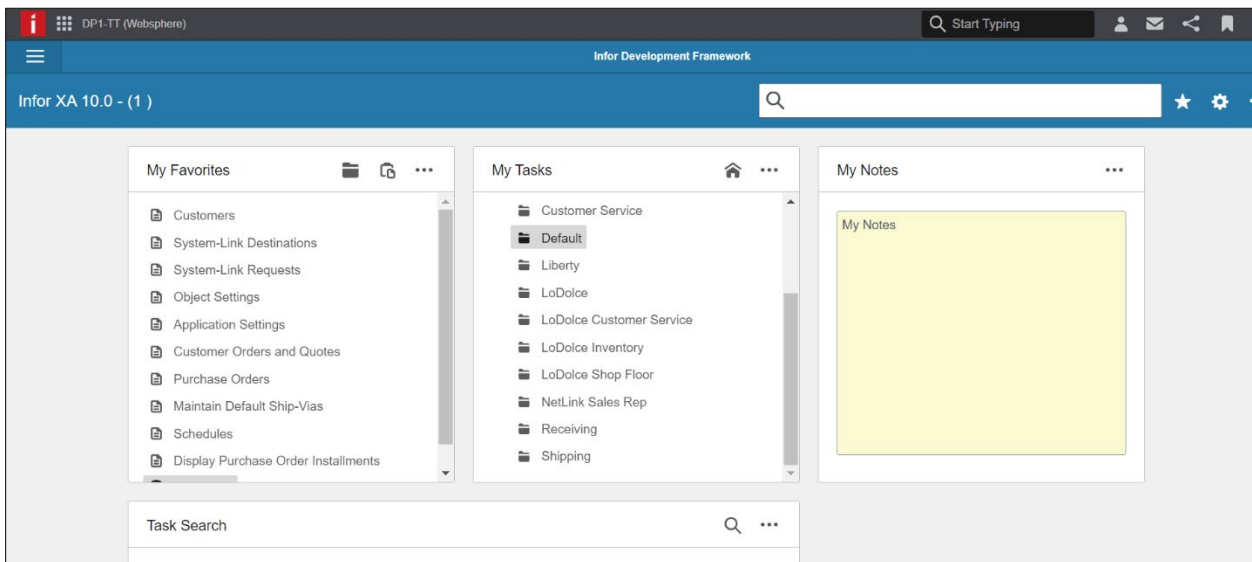 DP1-TT (Websphere)
Start Typing
Infor Development Framework
Infor XA 10.0 - (1 )
My Favorites
Customers
System-Link Destinations
System-Link Requests
Object Settings
Application Settings
Customer Orders and Quotes
Purchase Orders
Maintain Default Ship-Vias
Schedules
Display Purchase Order Installments
My Tasks
Customer Service
Default
Liberty
LoDolce
LoDolce Customer Service
LoDolce Inventory
LoDolce Shop Floor
NetLink Sales Rep
Receiving
Shipping
My Notes
My Notes
Task Search